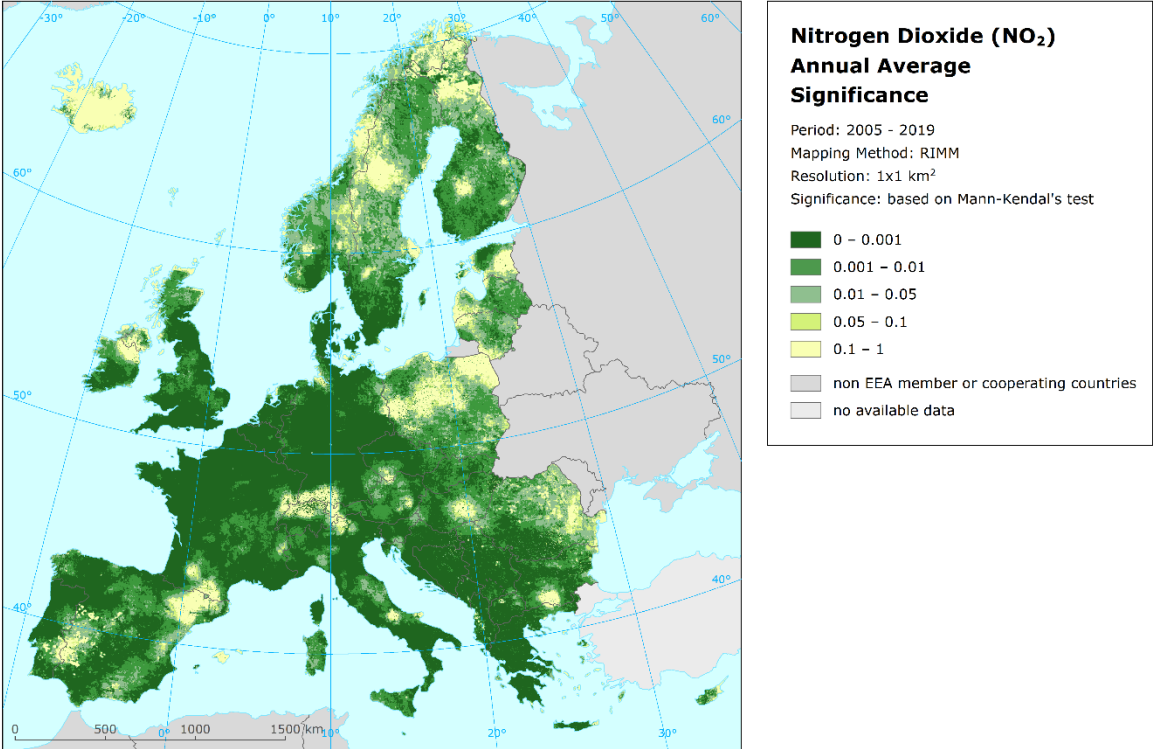 -30° -20° -10° 0° 10° 20° 30° 40° 50° 60°
60°
60°
50°
50°
40°
40°
0 500 1000 1500 km
0° 10° 20° 30°
Nitrogen Dioxide (NO₂)
Annual Average
Significance
Period: 2005 - 2019
Mapping Method: RIMM
Resolution: 1x1 km²
Significance: based on Mann-Kendal's test
0 – 0.001
0.001 – 0.01
0.01 – 0.05
0.05 – 0.1
0.1 – 1
non EEA member or cooperating countries
no available data